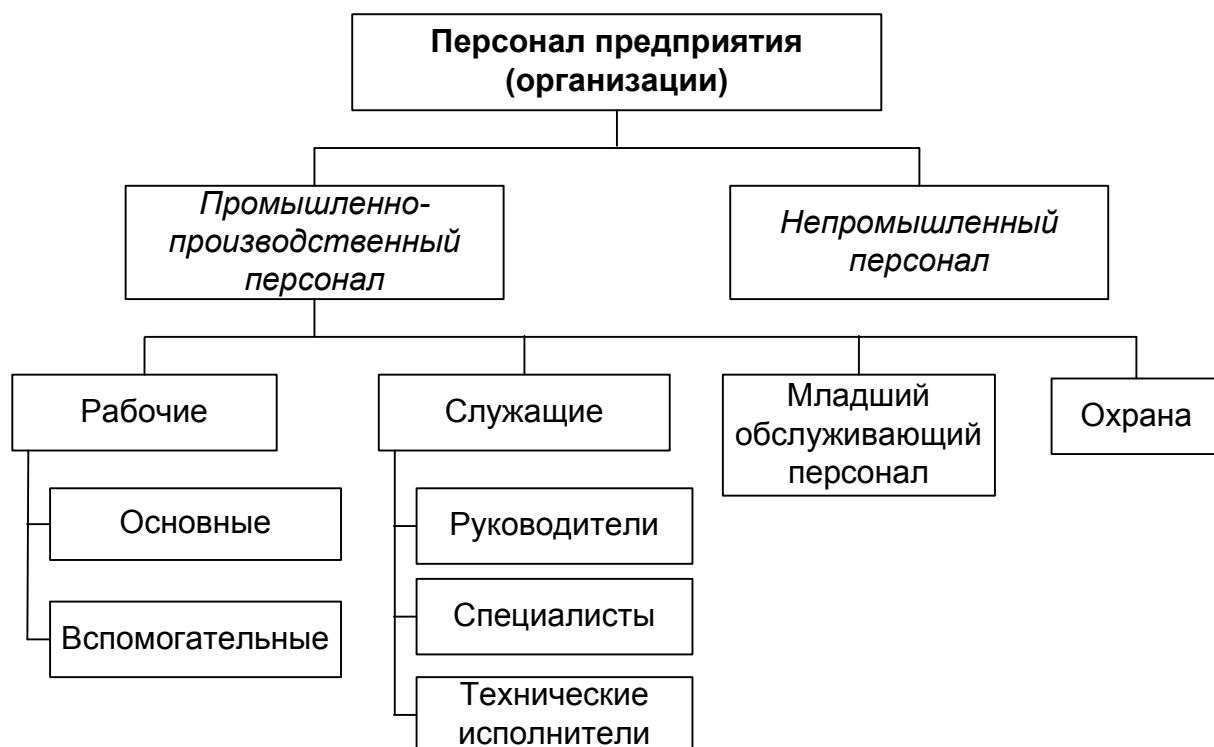 Персонал предприятия
(организации)
Промышленно-
производственный
персонал
Непромышленный
персонал
Рабочие
Служащие
Младший
обслуживающий
персонал
Охрана
Основные
Вспомогательные
Руководители
Специалисты
Технические
исполнители